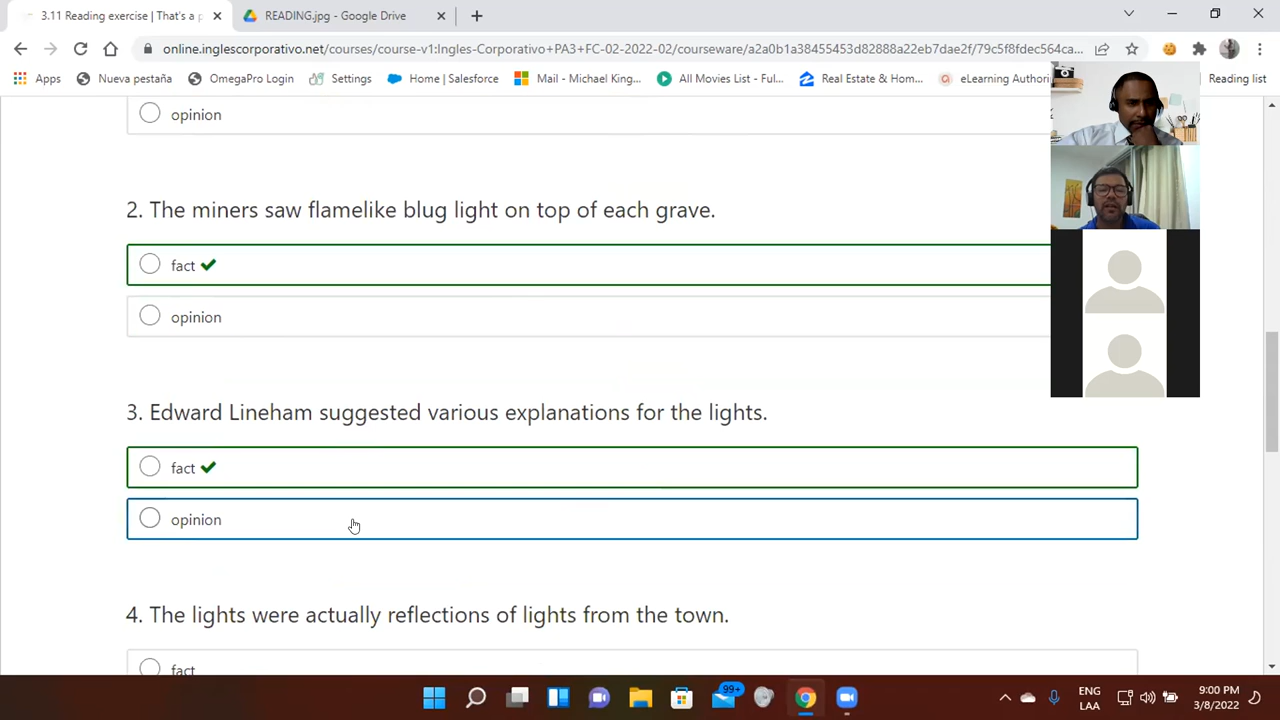 3.11 Reading exercise | That's a p
READING.jpg - Google Drive
online.inglescorporativo.net/courses/course-v1:Ingles-Corporativo+PA3+FC-02-2022-02/courseware/a2a0b1a38455453d82888a22eb7dae2f/79c5f8fdec564ca...
Apps
Nueva pestaña
OmegaPro Login
Settings
Home | Salesforce
Mail - Michael King...
All Movies List - Ful...
Real Estate & Hom...
eLearning Authori
Reading list
opinion
2. The miners saw flamelike blug light on top of each grave.
fact
opinion
3. Edward Lineham suggested various explanations for the lights.
fact
opinion
4. The lights were actually reflections of lights from the town.
fact
99+
ENG
LAA
9:00 PM
3/8/2022